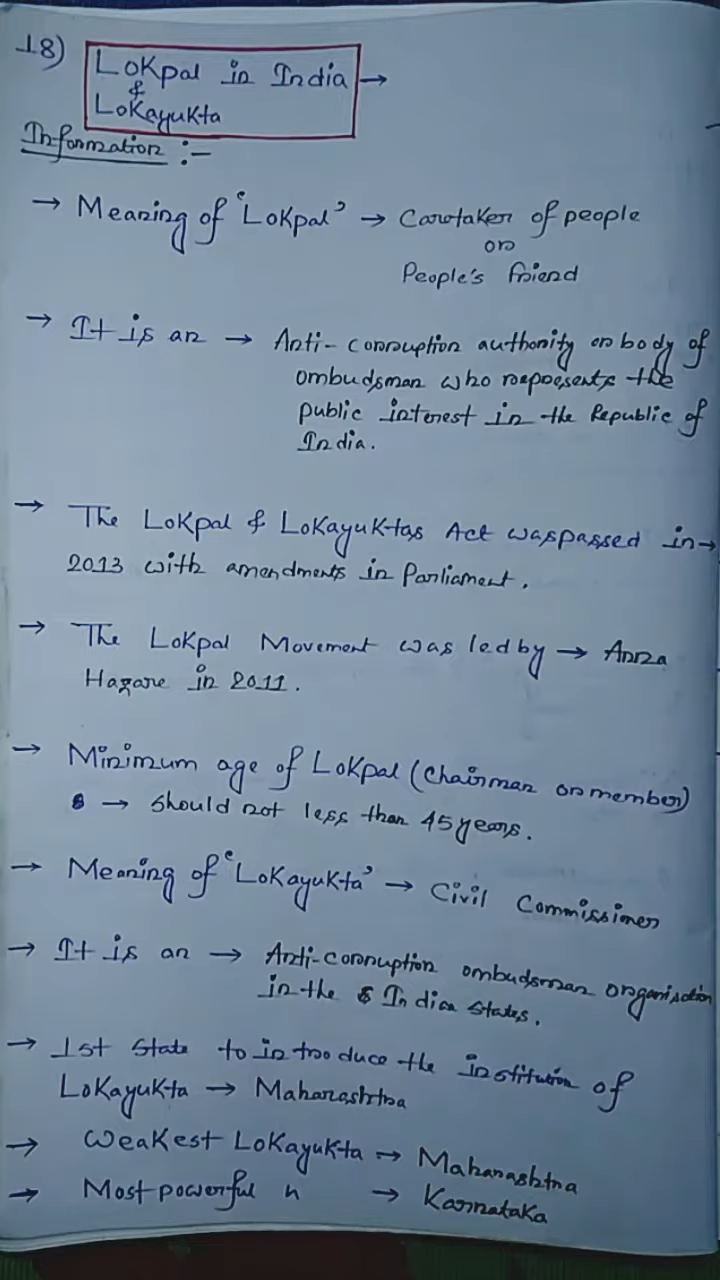 18) Lokpal in India →
&
Lokayukta
Information :-
→ Meaning of 'Lokpal' → Caretaker of people
or
People's friend
→ It is an → Anti-corruption authority or body of
ombudsman who represents the
public interest in the Republic of
India.
→ The Lokpal & Lokayuktas Act was passed in →
2013 with amendments in Parliament.
→ The Lokpal Movement was led by → Anna
Hazare in 2011.
→ Minimum age of Lokpal (Chairman or member)
→ should not less than 45 years.
→ Meaning of 'Lokayukta' → Civil Commissioner
→ It is an → Anti-corruption ombudsman organisation
in the Indian states.
→ 1st state to introduce the institution of
Lokayukta → Maharashtra
→ Weakest Lokayukta → Maharashtra
→ Most powerful " → Karnataka